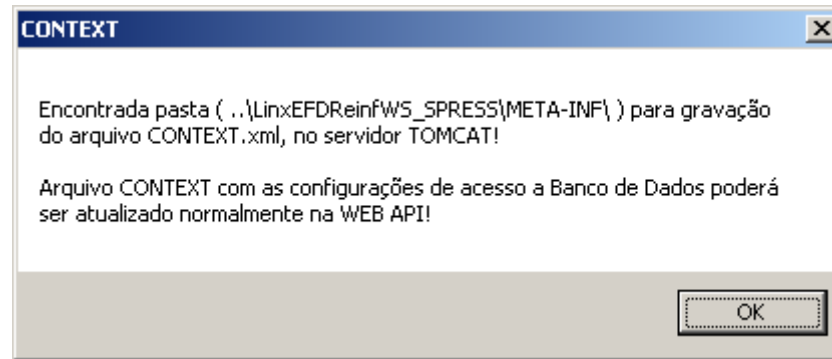 CONTEXT
Encontrada pasta ( ..\LinxEFDReinfWS_SPRESS\META-INF\ ) para gravação
do arquivo CONTEXT.xml, no servidor TOMCAT!
Arquivo CONTEXT com as configurações de acesso a Banco de Dados poderá
ser atualizado normalmente na WEB API!
OK